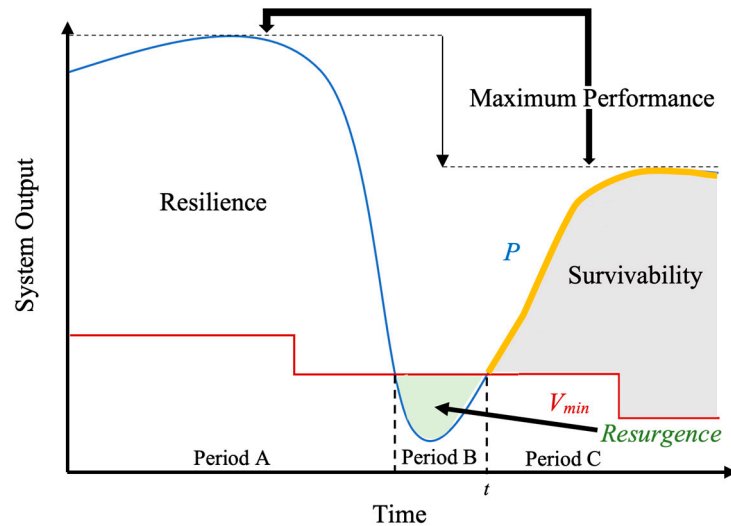 Maximum Performance
Resilience
System Output
P
Survivability
V_min
Resurgence
Period A
Period B
Period C
t
Time